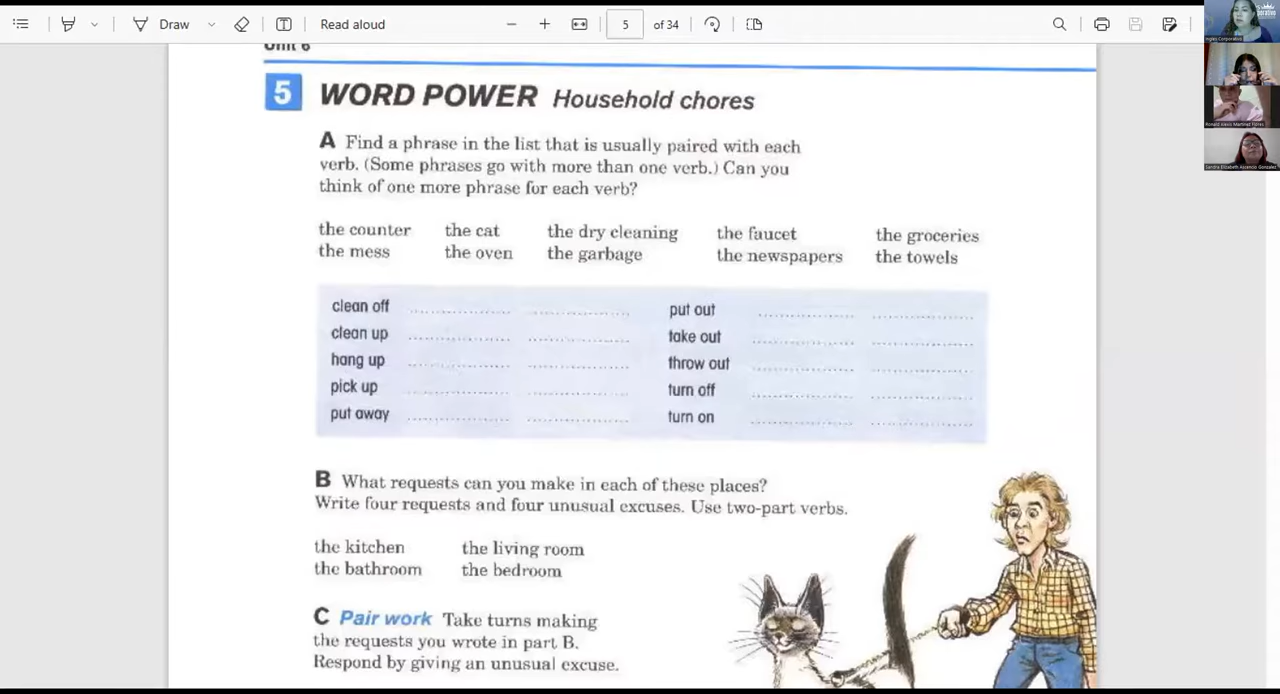 Draw
Read aloud
5 of 34
Unit 6
5 WORD POWER Household chores
A Find a phrase in the list that is usually paired with each
verb. (Some phrases go with more than one verb.) Can you
think of one more phrase for each verb?
the counter the cat the dry cleaning the faucet the groceries
the mess the oven the garbage the newspapers the towels
clean off put out
clean up take out
hang up throw out
pick up turn off
put away turn on
B What requests can you make in each of these places?
Write four requests and four unusual excuses. Use two-part verbs.
the kitchen the living room
the bathroom the bedroom
C Pair work Take turns making
the requests you wrote in part B.
Respond by giving an unusual excuse.